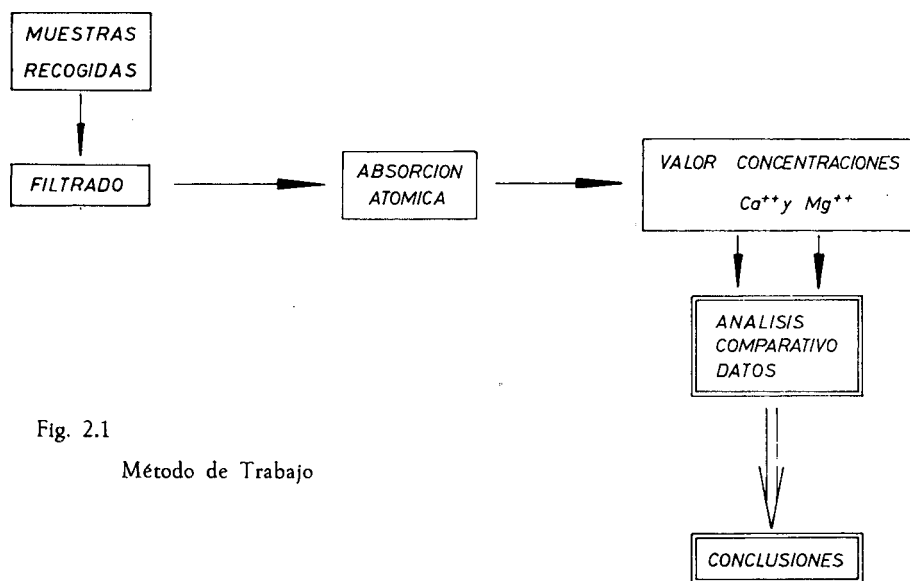 MUESTRAS
RECOGIDAS
FILTRADO
ABSORCION
ATOMICA
VALOR CONCENTRACIONES
Ca⁺⁺ y Mg⁺⁺
ANALISIS
COMPARATIVO
DATOS
CONCLUSIONES
Fig. 2.1
Método de Trabajo